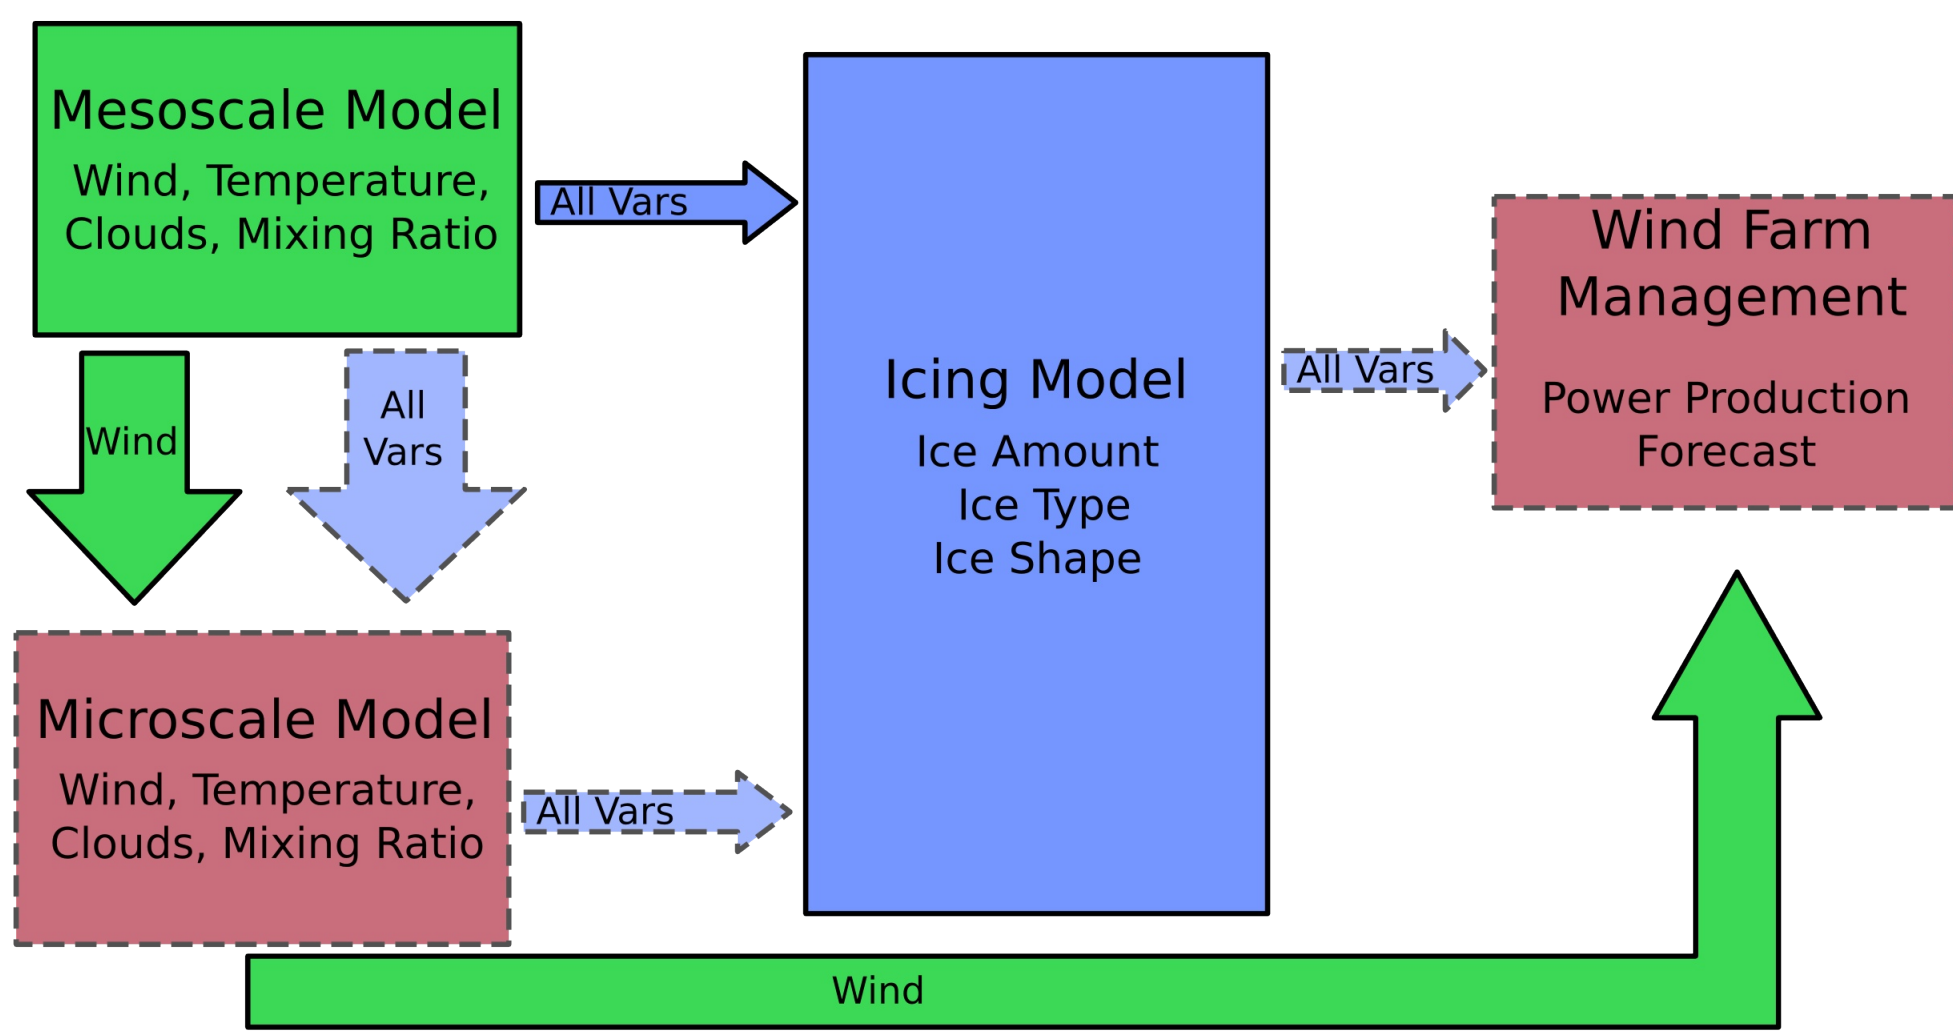 Mesoscale Model
Wind, Temperature,
Clouds, Mixing Ratio
All Vars
Wind
All
Vars
Microscale Model
Wind, Temperature,
Clouds, Mixing Ratio
All Vars
Icing Model
Ice Amount
Ice Type
Ice Shape
All Vars
Wind Farm
Management
Power Production
Forecast
Wind